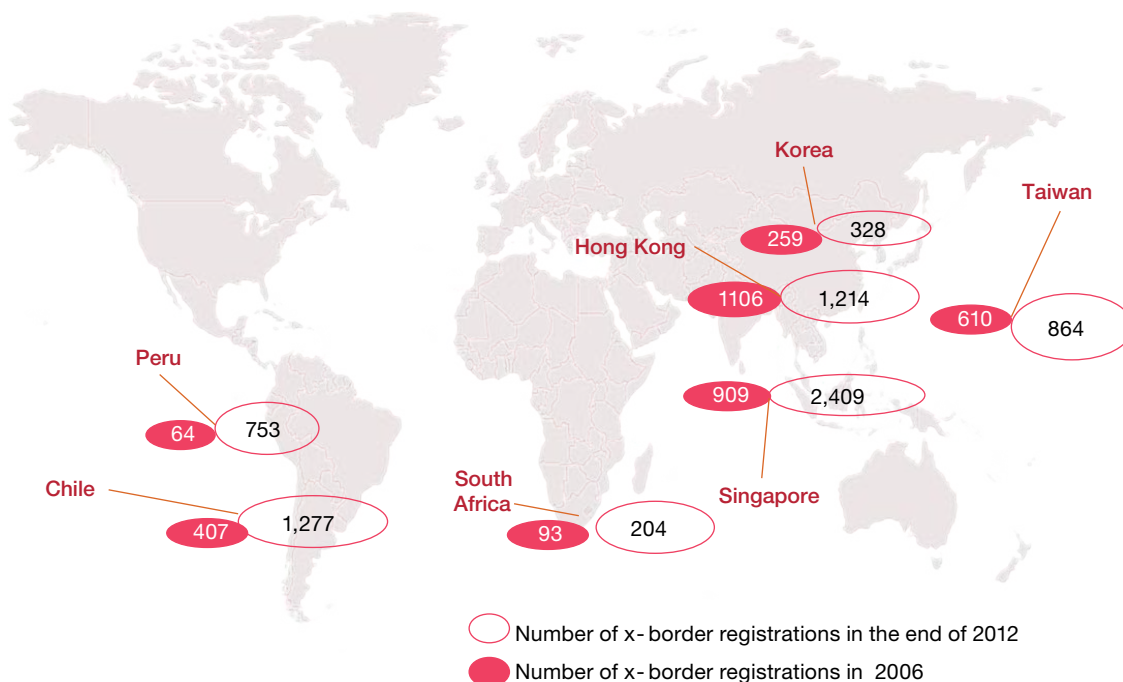 Korea
Taiwan
259
328
Hong Kong
1106
1,214
610
864
Peru
909
2,409
64
753
Chile
South
Africa
Singapore
407
1,277
93
204
Number of x- border registrations in the end of 2012
Number of x- border registrations in 2006